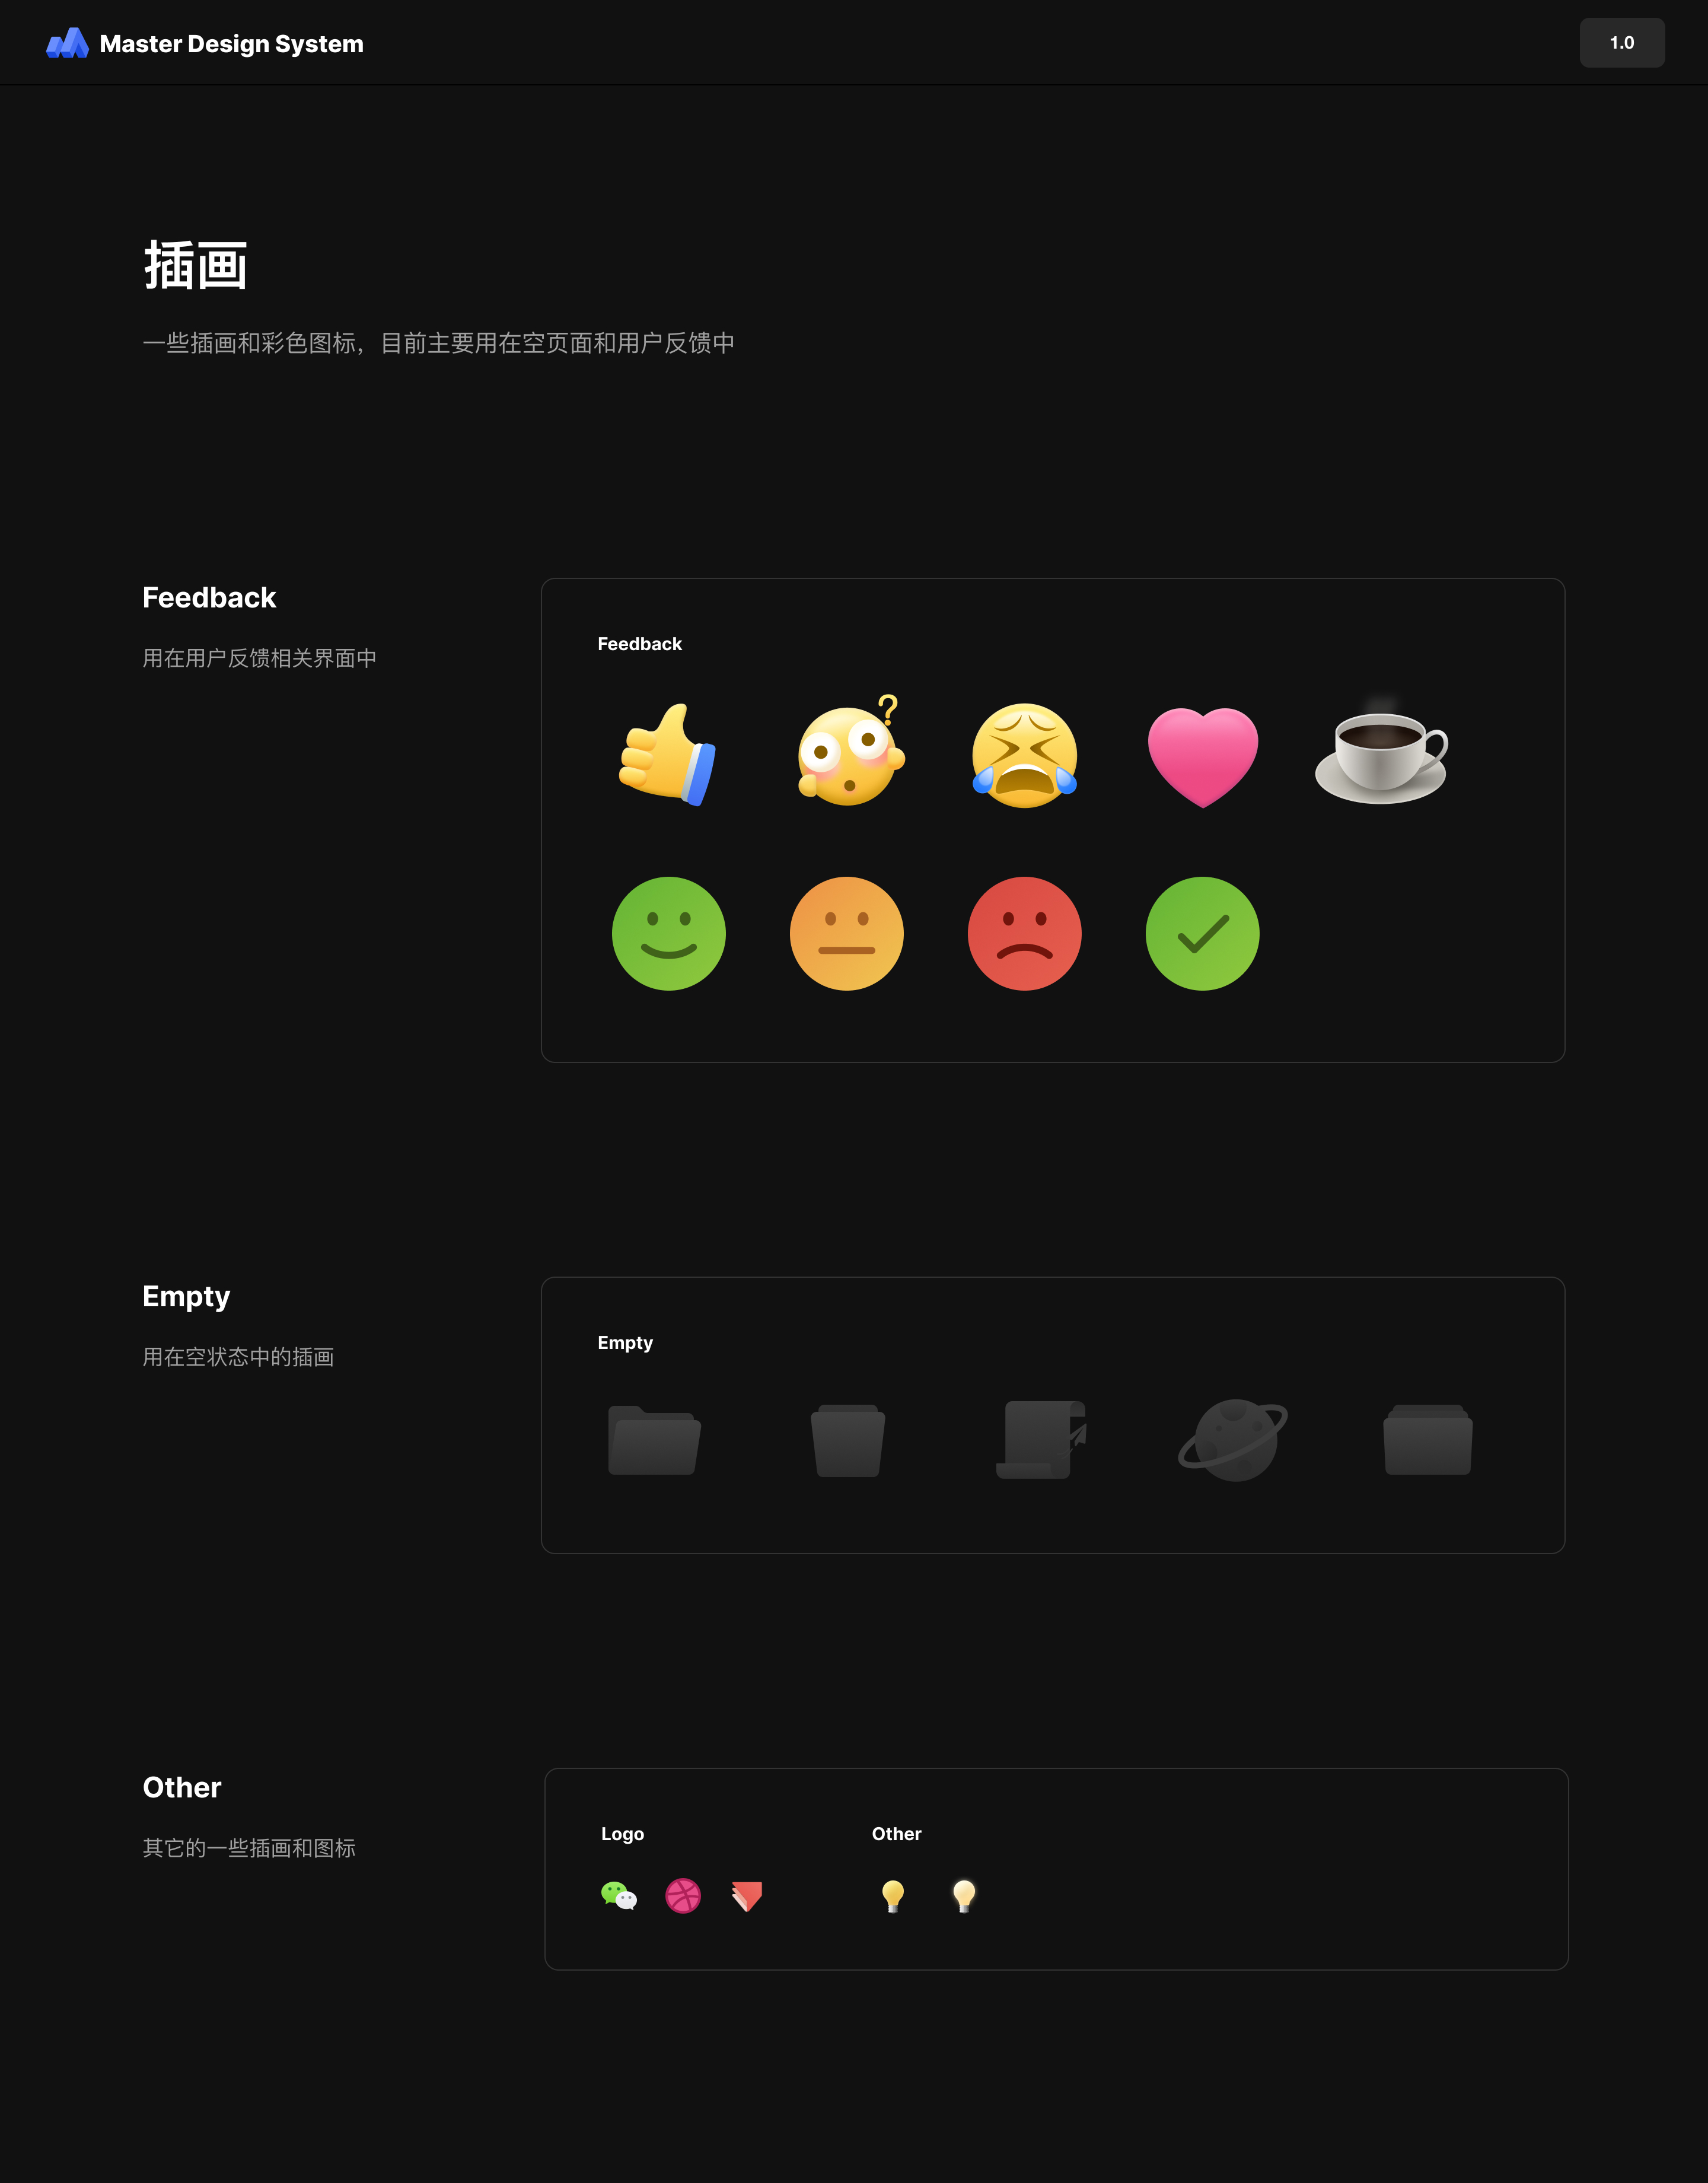 Master Design System
1.0
插画
一些插画和彩色图标，目前主要用在空页面和用户反馈中
Feedback
用在用户反馈相关界面中
Feedback
?
Empty
用在空状态中的插画
Empty
Other
其它的一些插画和图标
Logo
Other